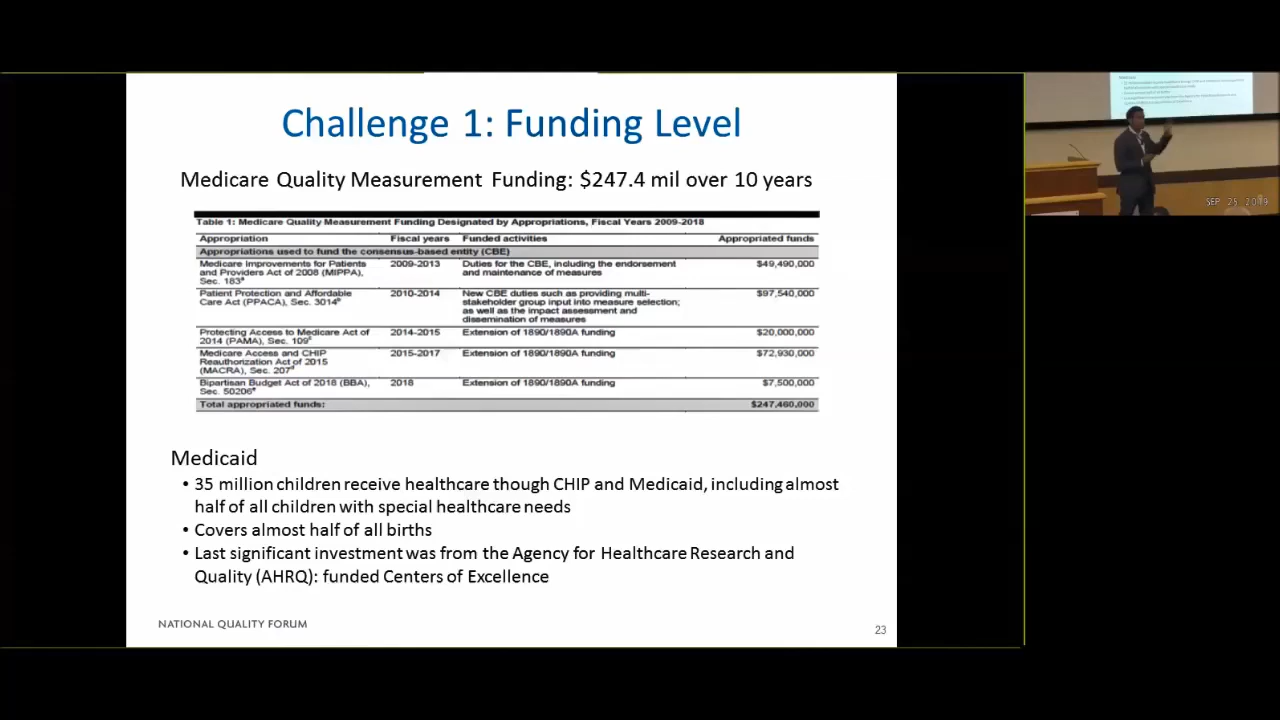 Challenge 1: Funding Level
Medicare Quality Measurement Funding: $247.4 mil over 10 years
Table 1: Medicare Quality Measurement Funding Designated by Appropriations, Fiscal Years 2009-2018
Appropriation Fiscal years Funded activities Appropriated funds
Appropriations used to fund the consensus-based entity (CBE)
Medicare Improvements for Patients 2009-2013 Duties for the CBE, including the endorsement $49,490,000
and Providers Act of 2008 (MIPPA), and maintenance of measures
Sec. 183a
Patient Protection and Affordable 2010-2014 New CBE duties such as providing multi- $97,540,000
Care Act (PPACA), Sec. 3014b stakeholder group input into measure selection;
as well as the impact assessment and
dissemination of measures
Protecting Access to Medicare Act of 2014-2015 Extension of 1890/1890A funding $20,000,000
2014 (PAMA), Sec. 109c
Medicare Access and CHIP 2015-2017 Extension of 1890/1890A funding $72,930,000
Reauthorization Act of 2015
(MACRA), Sec. 207d
Bipartisan Budget Act of 2018 (BBA), 2018 Extension of 1890/1890A funding $7,500,000
Sec. 50206e
Total appropriated funds: $247,460,000
Medicaid
• 35 million children receive healthcare though CHIP and Medicaid, including almost
half of all children with special healthcare needs
• Covers almost half of all births
• Last significant investment was from the Agency for Healthcare Research and
Quality (AHRQ): funded Centers of Excellence
NATIONAL QUALITY FORUM
23
SEP 25, 2019